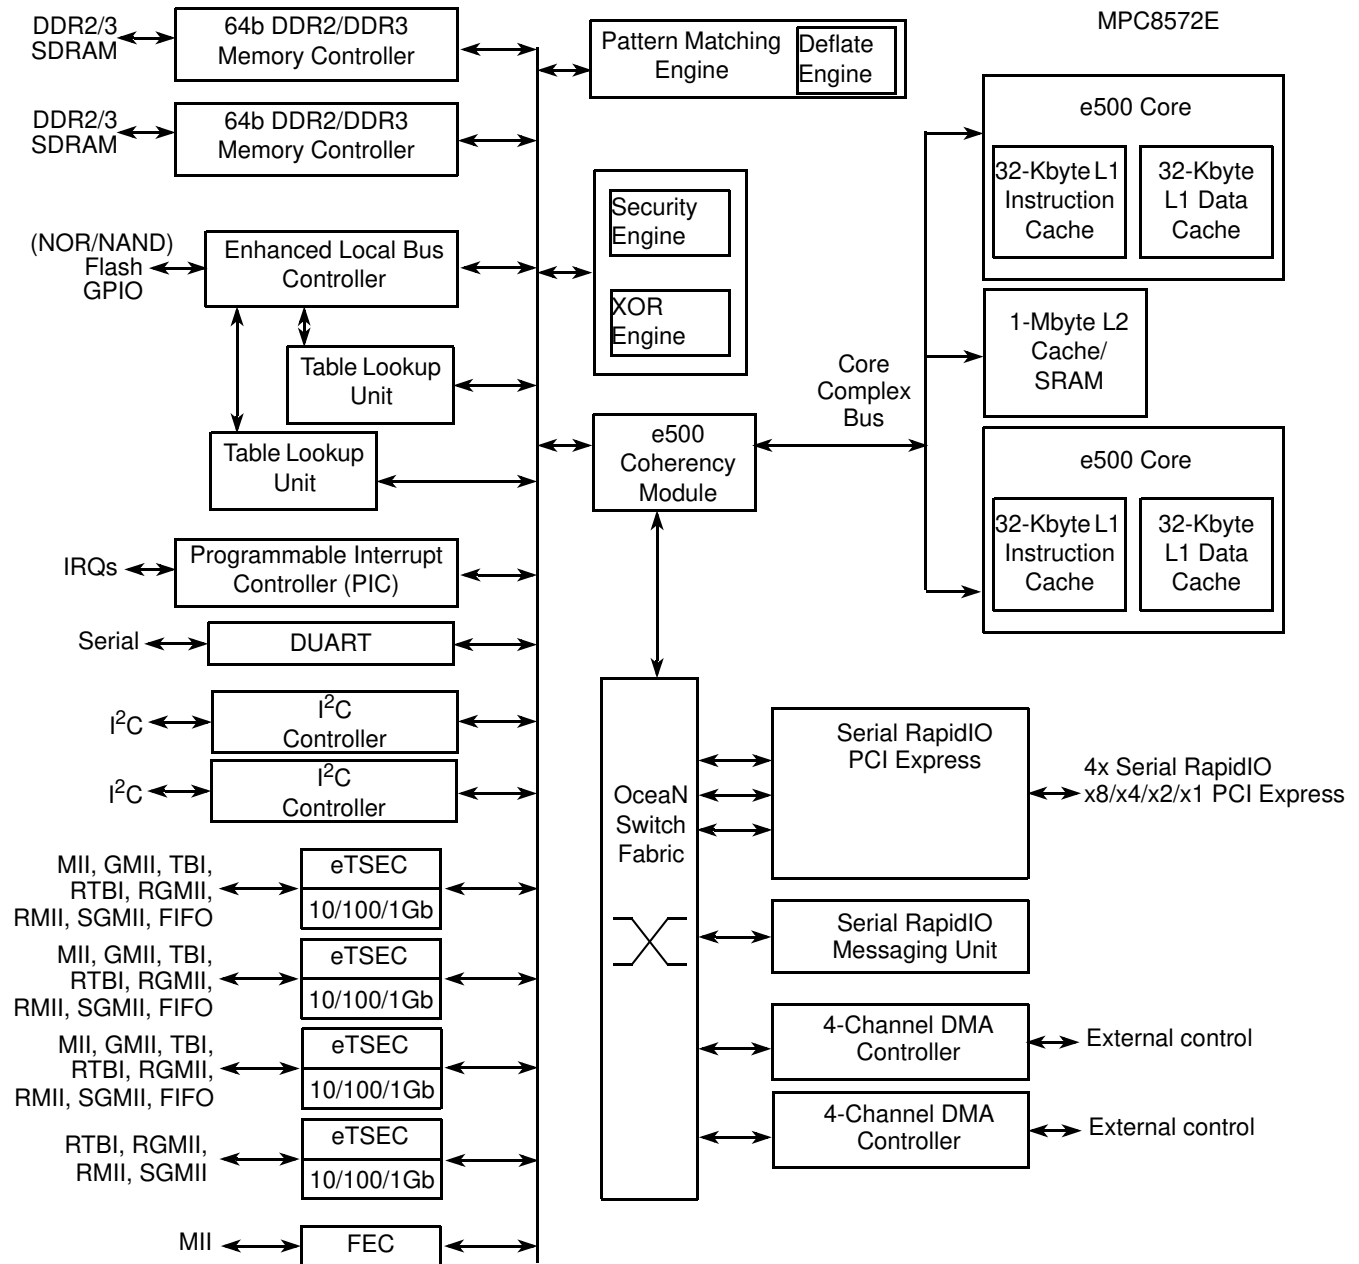 MPC8572E
DDR2/3
SDRAM
64b DDR2/DDR3
Memory Controller
DDR2/3
SDRAM
64b DDR2/DDR3
Memory Controller
(NOR/NAND)
Flash
GPIO
Enhanced Local Bus
Controller
Table Lookup
Unit
Table Lookup
Unit
IRQs
Programmable Interrupt
Controller (PIC)
Serial
DUART
I²C
I²C
Controller
I²C
I²C
Controller
MII, GMII, TBI,
RTBI, RGMII,
RMII, SGMII, FIFO
eTSEC
10/100/1Gb
MII, GMII, TBI,
RTBI, RGMII,
RMII, SGMII, FIFO
eTSEC
10/100/1Gb
MII, GMII, TBI,
RTBI, RGMII,
RMII, SGMII, FIFO
eTSEC
10/100/1Gb
RTBI, RGMII,
RMII, SGMII
eTSEC
10/100/1Gb
MII
FEC
Pattern Matching
Engine
Deflate
Engine
Security
Engine
XOR
Engine
e500
Coherency
Module
Core
Complex
Bus
e500 Core
32-Kbyte L1
Instruction
Cache
32-Kbyte
L1 Data
Cache
1-Mbyte L2
Cache/
SRAM
e500 Core
32-Kbyte L1
Instruction
Cache
32-Kbyte
L1 Data
Cache
OceaN
Switch
Fabric
Serial RapidIO
PCI Express
4x Serial RapidIO
x8/x4/x2/x1 PCI Express
Serial RapidIO
Messaging Unit
4-Channel DMA
Controller
External control
4-Channel DMA
Controller
External control